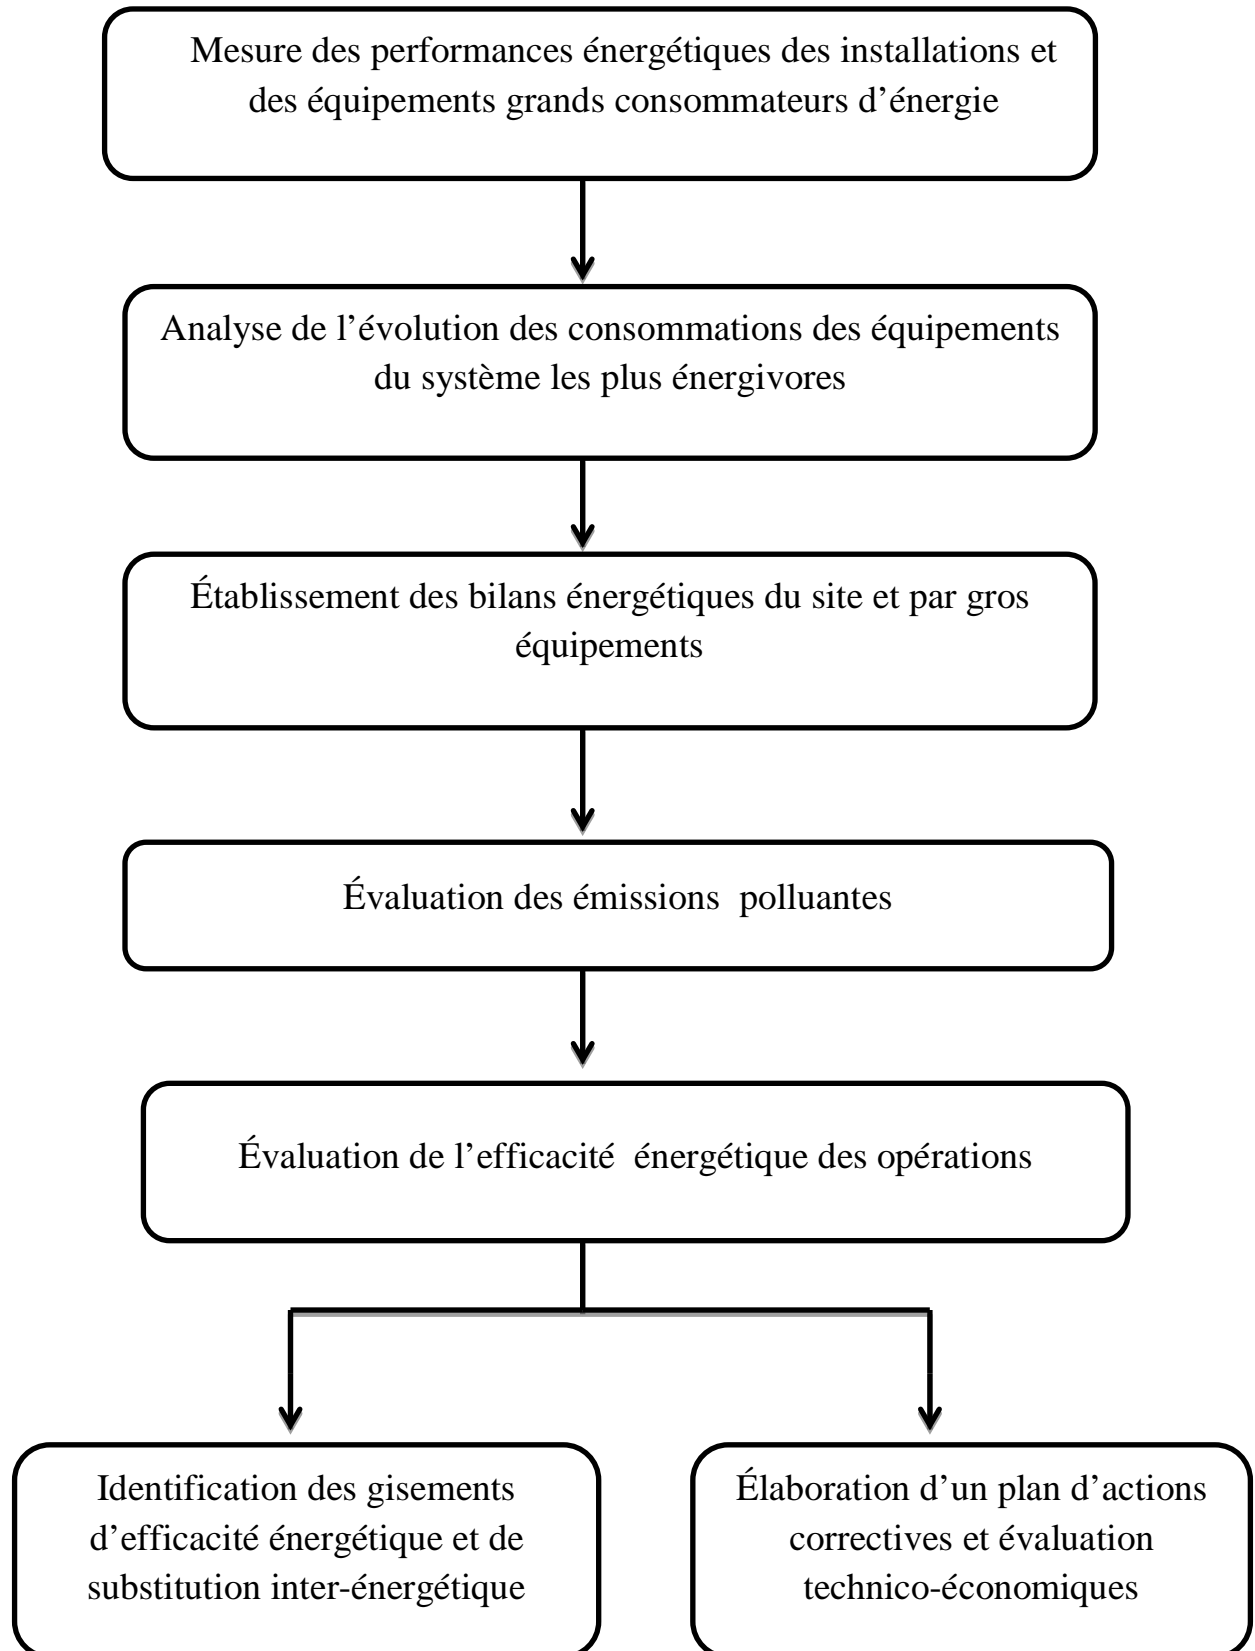 Mesure des performances énergétiques des installations et
des équipements grands consommateurs d’énergie
Analyse de l’évolution des consommations des équipements
du système les plus énergivores
Établissement des bilans énergétiques du site et par gros
équipements
Évaluation des émissions  polluantes
Évaluation de l’efficacité  énergétique des opérations
Identification des gisements
d’efficacité énergétique et de
substitution inter-énergétique
Élaboration d’un plan d’actions
correctives et évaluation
technico-économiques